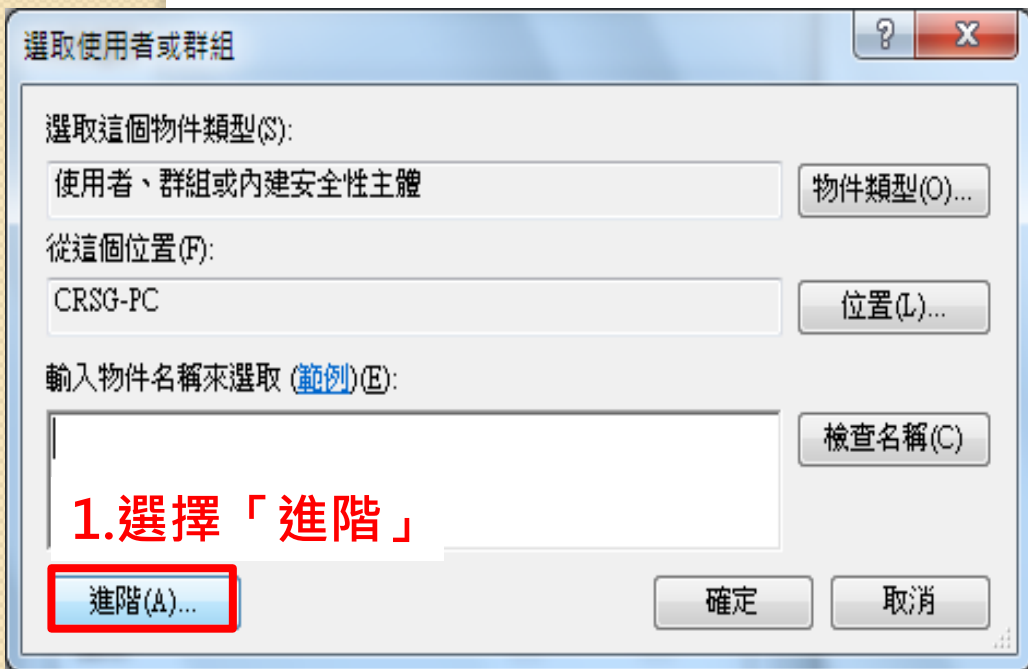 選取使用者或群組
選取這個物件類型(S):
使用者、群組或內建安全性主體
物件類型(O)...
從這個位置(F):
CRSG-PC
位置(L)...
輸入物件名稱來選取 (範例)(E):
檢查名稱(C)
1.選擇「進階」
進階(A)...
確定
取消